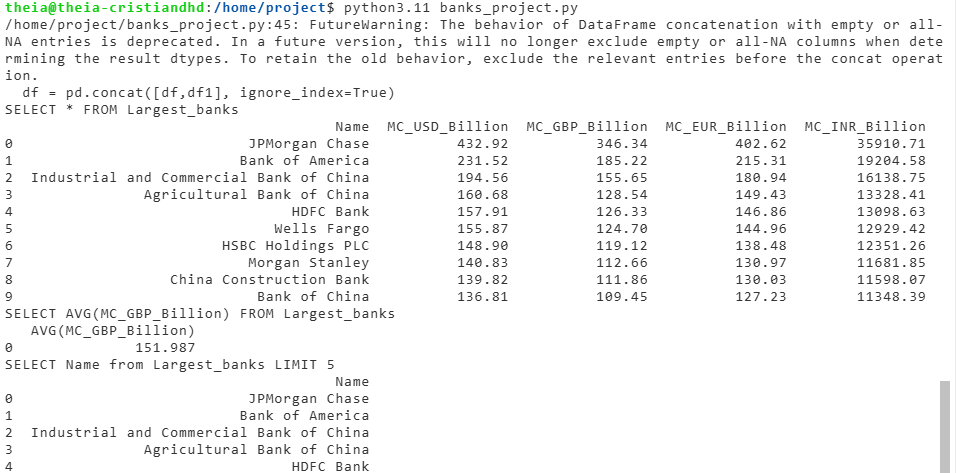 theia@theia-cristiandhd:/home/project$ python3.11 banks_project.py
/home/project/banks_project.py:45: FutureWarning: The behavior of DataFrame concatenation with empty or all-
NA entries is deprecated. In a future version, this will no longer exclude empty or all-NA columns when dete
rmining the result dtypes. To retain the old behavior, exclude the relevant entries before the concat operat
ion.
  df = pd.concat([df,df1], ignore_index=True)
SELECT * FROM Largest_banks
                                      Name  MC_USD_Billion  MC_GBP_Billion  MC_EUR_Billion  MC_INR_Billion
0                           JPMorgan Chase          432.92          346.34          402.62        35910.71
1                          Bank of America          231.52          185.22          215.31        19204.58
2  Industrial and Commercial Bank of China          194.56          155.65          180.94        16138.75
3               Agricultural Bank of China          160.68          128.54          149.43        13328.41
4                                HDFC Bank          157.91          126.33          146.86        13098.63
5                              Wells Fargo          155.87          124.70          144.96        12929.42
6                        HSBC Holdings PLC          148.90          119.12          138.48        12351.26
7                           Morgan Stanley          140.83          112.66          130.97        11681.85
8                  China Construction Bank          139.82          111.86          130.03        11598.07
9                            Bank of China          136.81          109.45          127.23        11348.39
SELECT AVG(MC_GBP_Billion) FROM Largest_banks
   AVG(MC_GBP_Billion)
0              151.987
SELECT Name from Largest_banks LIMIT 5
                                      Name
0                           JPMorgan Chase
1                          Bank of America
2  Industrial and Commercial Bank of China
3               Agricultural Bank of China
4                                HDFC Bank